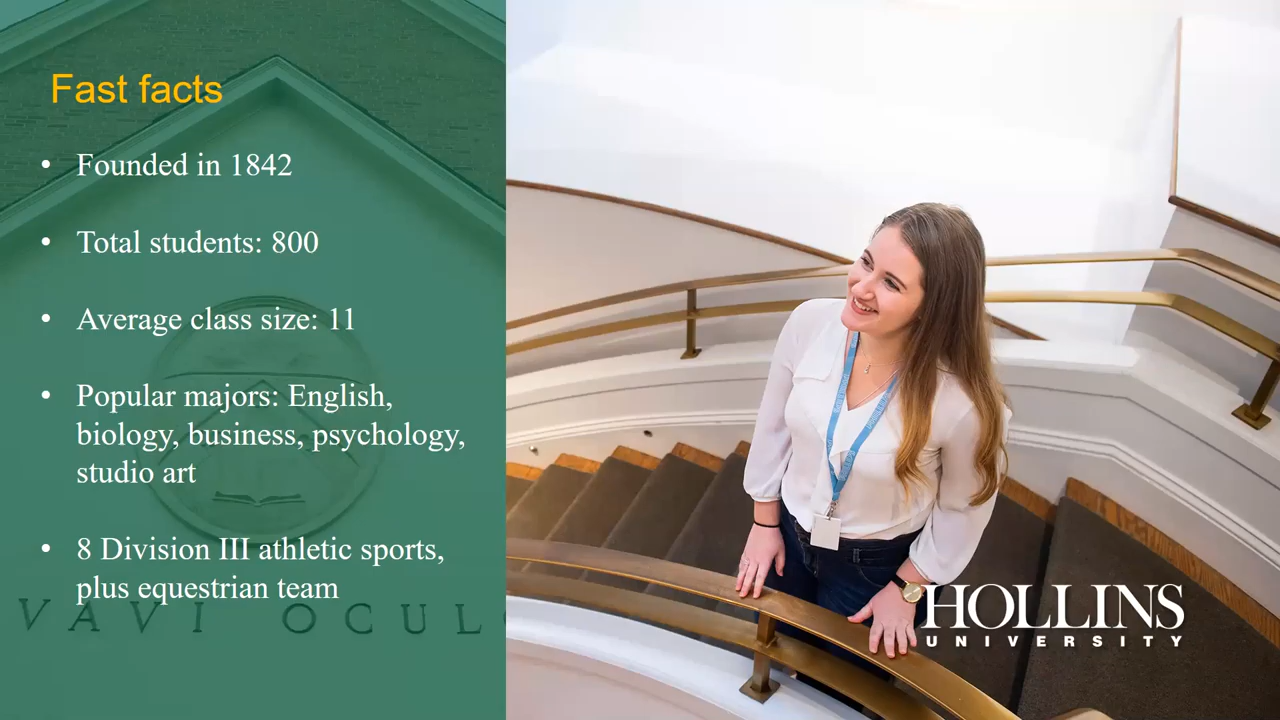 Fast facts
• Founded in 1842
• Total students: 800
• Average class size: 11
• Popular majors: English,
biology, business, psychology,
studio art
• 8 Division III athletic sports,
plus equestrian team
VAVI OCUL
HOLLINS
UNIVERSITY